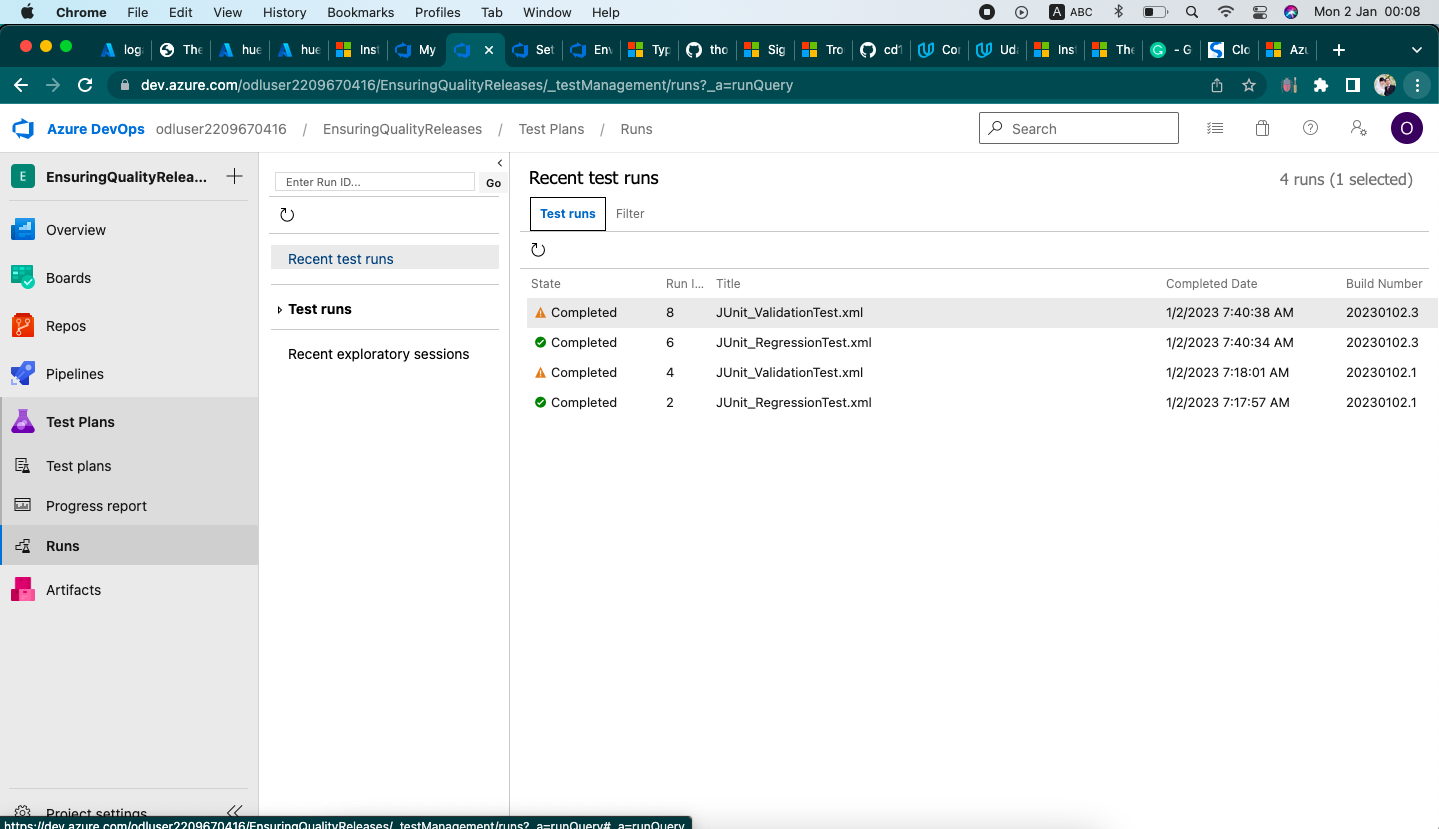 Chrome File Edit View History Bookmarks Profiles Tab Window Help A ABC Mon 2 Jan 00:08
log The hue hue Inst My Set Env Typ tho Sig Tro Con Uda Inst The G - G Clo Azu
dev.azure.com/odluser2209670416/EnsuringQualityReleases/_testManagement/runs?_a=runQuery
Azure DevOps odluser2209670416 / EnsuringQualityReleases / Test Plans / Runs Search O
E EnsuringQualityRelea...
Overview
Boards
Repos
Pipelines
Test Plans
Test plans
Progress report
Runs
Artifacts
Project settings
Enter Run ID... Go
Recent test runs
Test runs
Recent exploratory sessions
Recent test runs 4 runs (1 selected)
Test runs Filter
State Run I... Title Completed Date Build Number
Completed 8 JUnit_ValidationTest.xml 1/2/2023 7:40:38 AM 20230102.3
Completed 6 JUnit_RegressionTest.xml 1/2/2023 7:40:34 AM 20230102.3
Completed 4 JUnit_ValidationTest.xml 1/2/2023 7:18:01 AM 20230102.1
Completed 2 JUnit_RegressionTest.xml 1/2/2023 7:17:57 AM 20230102.1
https://dev.azure.com/odluser2209670416/EnsuringQualityReleases/_testManagement/runs?_a=runQuery#_a=runQuery